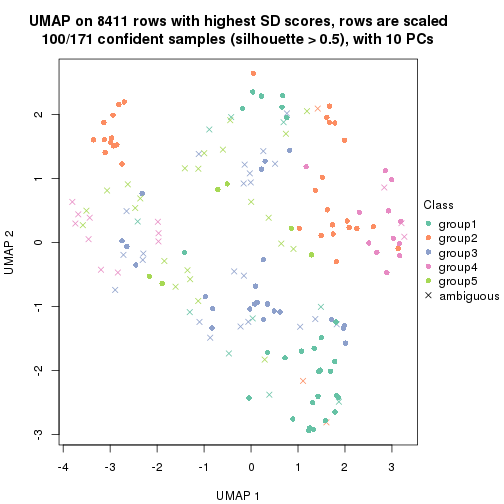 UMAP on 8411 rows with highest SD scores, rows are scaled
100/171 confident samples (silhouette > 0.5), with 10 PCs
2
1
0
-1
-2
-3
UMAP 2
-4 -3 -2 -1 0 1 2 3
UMAP 1
Class
group1
group2
group3
group4
group5
ambiguous